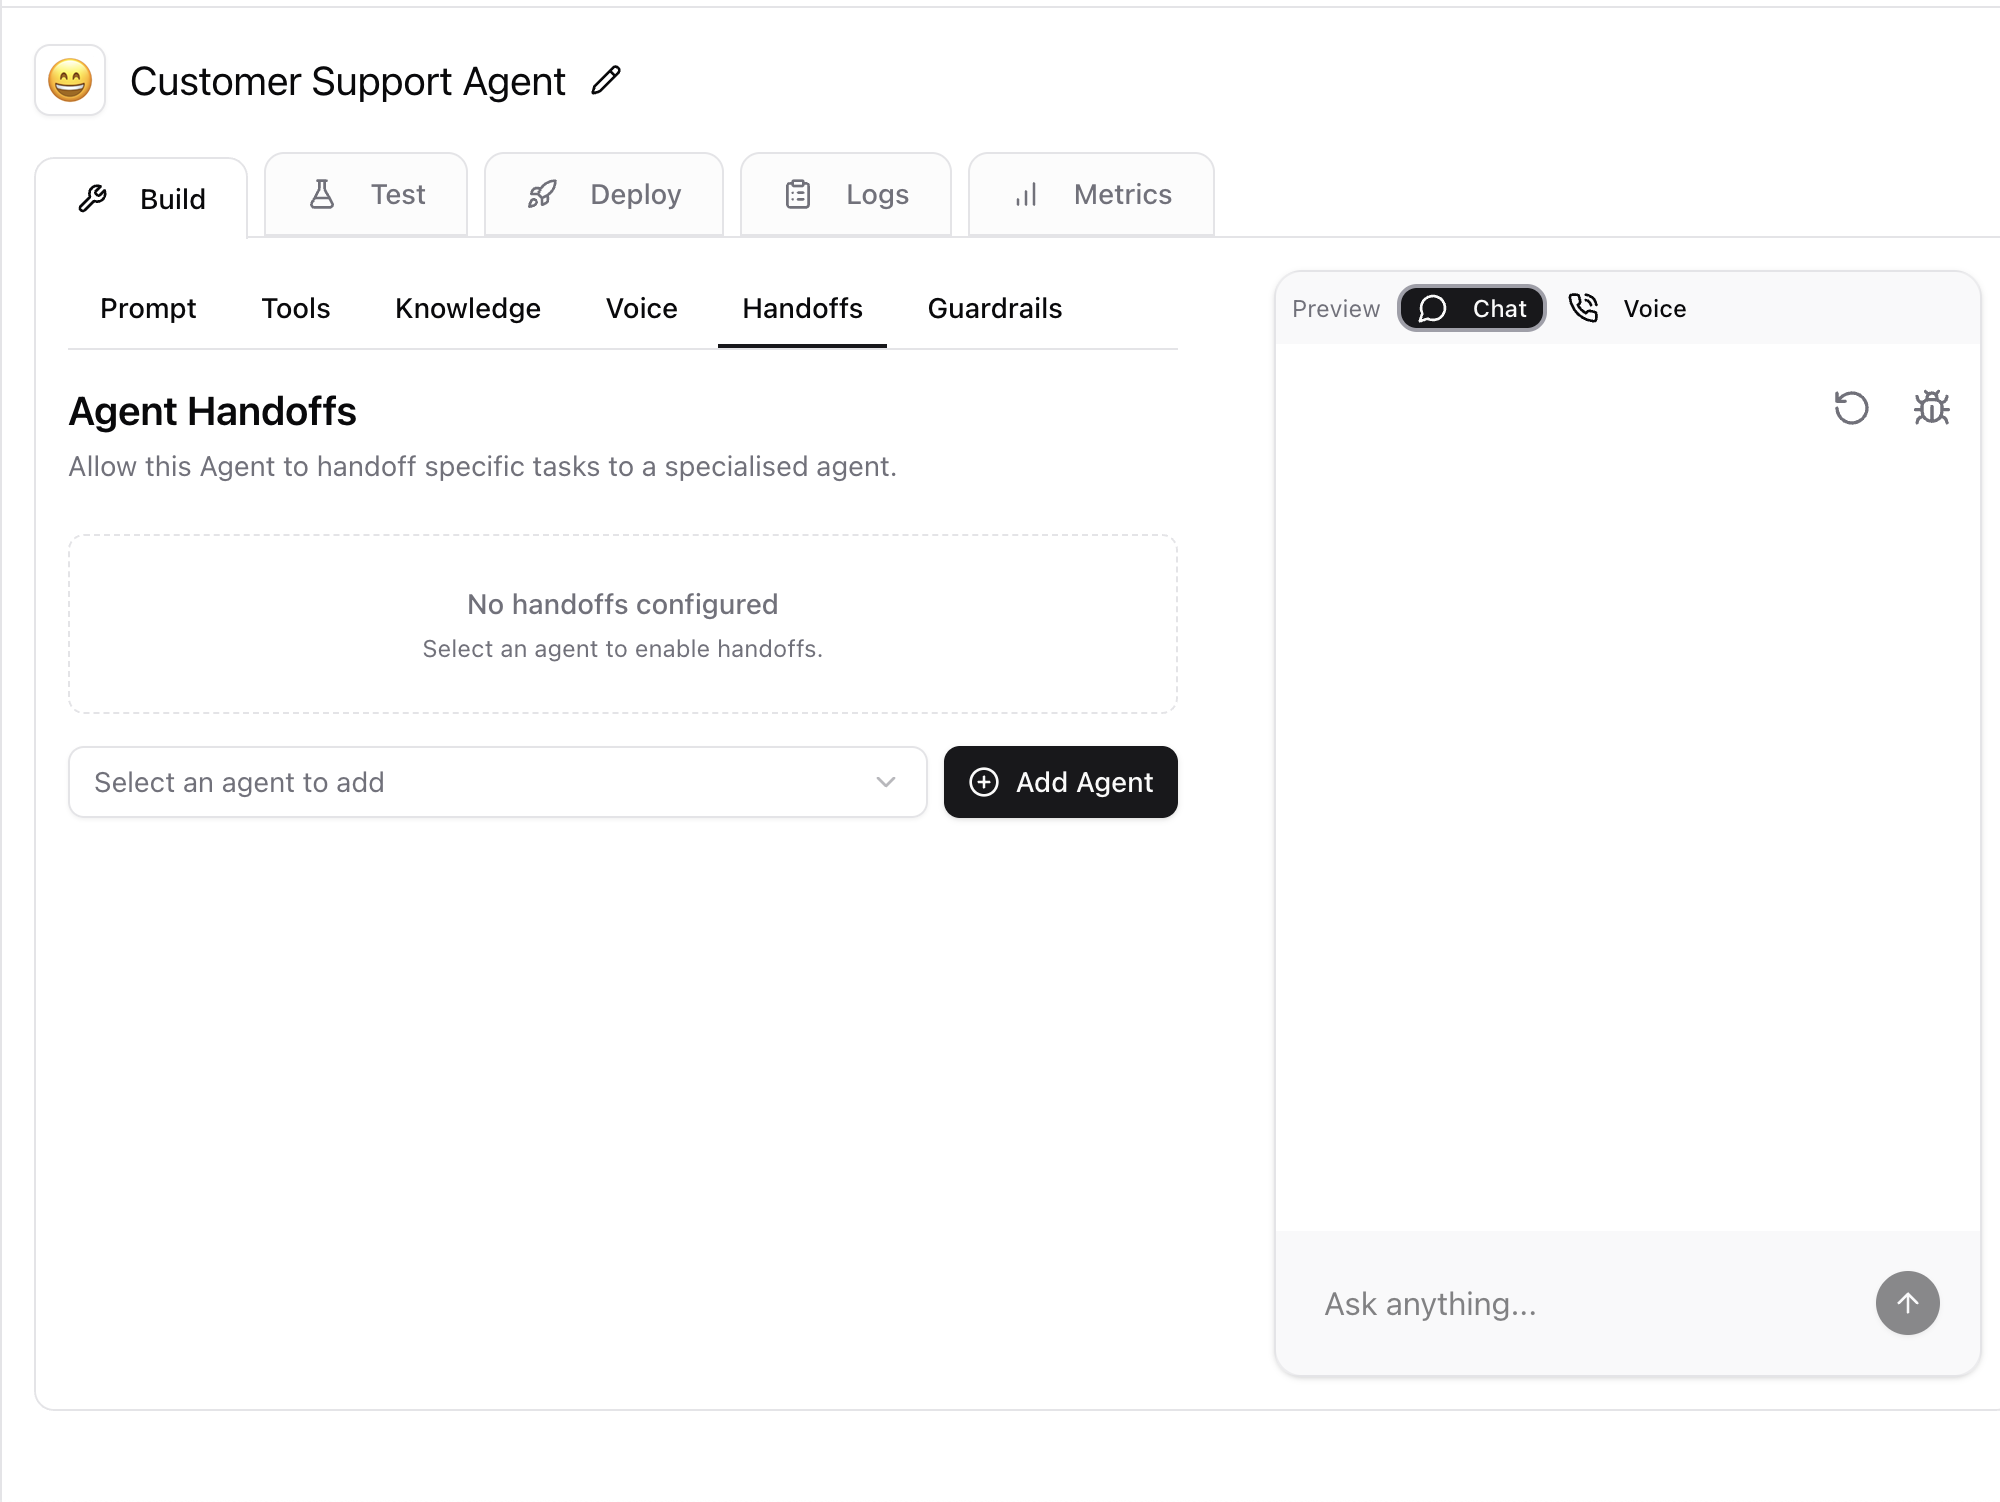 Customer Support Agent
Build
Test
Deploy
Logs
Metrics
Prompt
Tools
Knowledge
Voice
Handoffs
Guardrails
Agent Handoffs
Allow this Agent to handoff specific tasks to a specialised agent.
No handoffs configured
Select an agent to enable handoffs.
Select an agent to add
Add Agent
Preview
Chat
Voice
Ask anything...